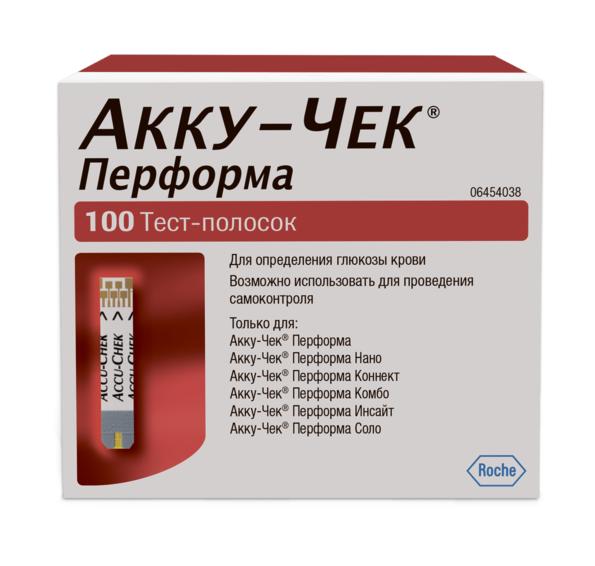 Акку-Чек®
Перформа
06454038
100 Тест-полосок
Для определения глюкозы крови
Возможно использовать для проведения
самоконтроля
Только для:
Акку-Чек® Перформа
Акку-Чек® Перформа Нано
Акку-Чек® Перформа Коннект
Акку-Чек® Перформа Комбо
Акку-Чек® Перформа Инсайт
Акку-Чек® Перформа Соло
ACCU-CHEK
ACCU-CHEK
ACCU-CHEK
Roche